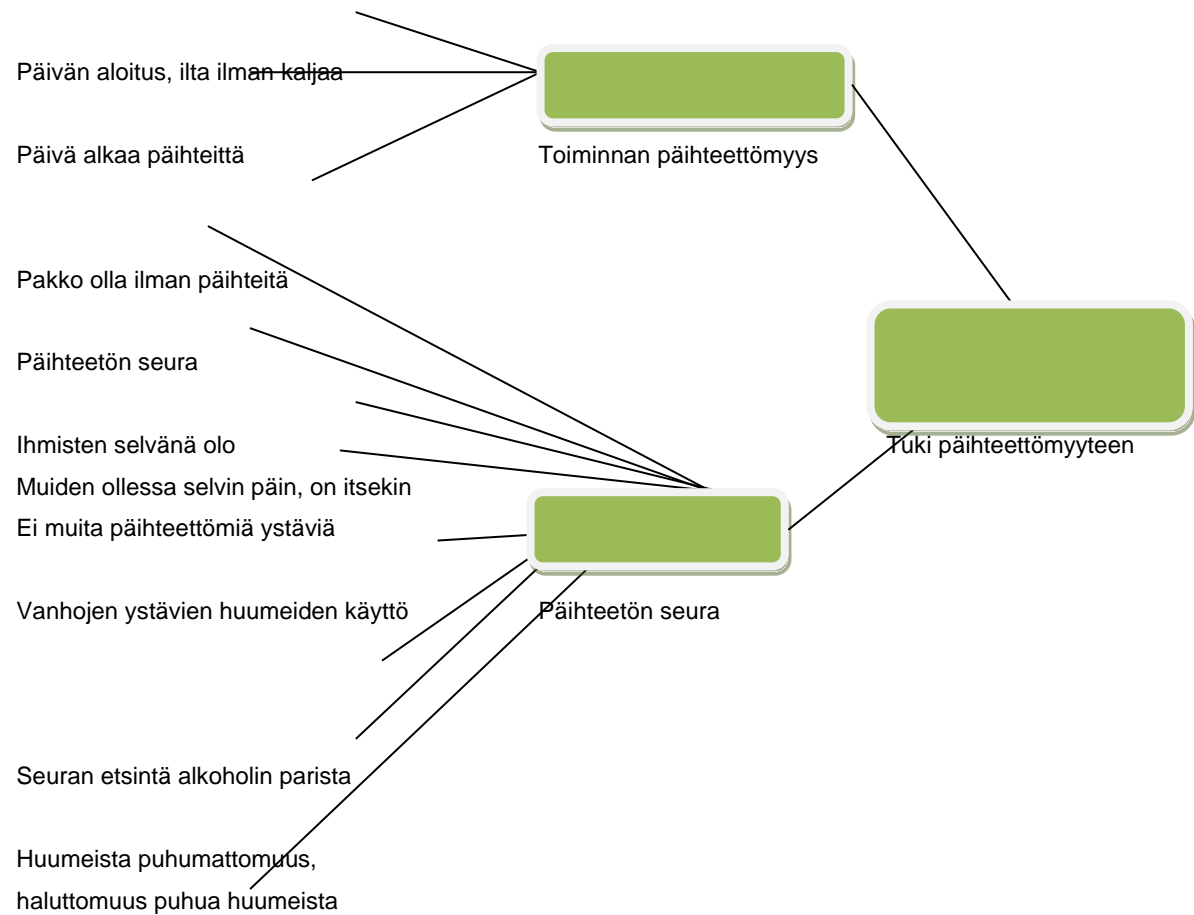 Päivän aloitus, ilta ilman kaljaa
Päivä alkaa päihteittä
Toiminnan päihteettömyys
Pakko olla ilman päihteitä
Päihteetön seura
Ihmisten selvänä olo
Tuki päihteettömyyteen
Muiden ollessa selvin päin, on itsekin
Ei muita päihteettömiä ystäviä
Vanhojen ystävien huumeiden käyttö
Päihteetön seura
Seuran etsintä alkoholin parista
Huumeista puhumattomuus,
haluttomuus puhua huumeista